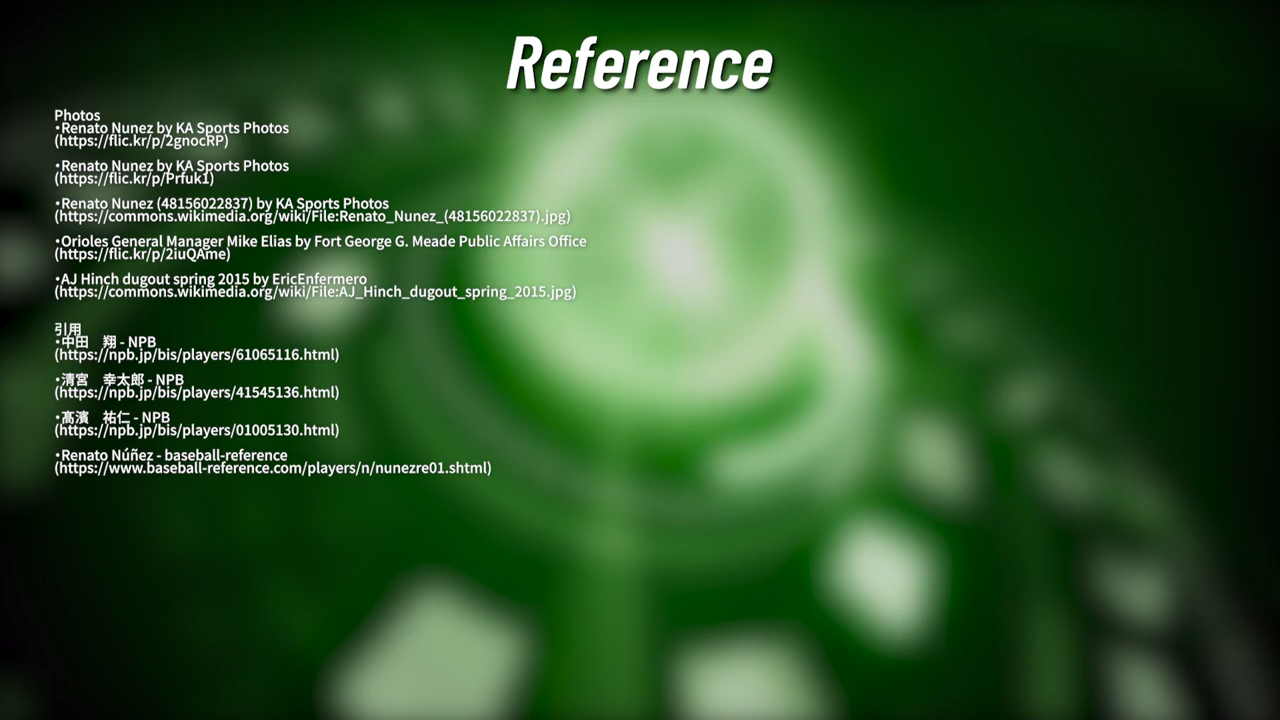 Reference
Photos
・Renato Nunez by KA Sports Photos
(https://flic.kr/p/2gnocRP)
・Renato Nunez by KA Sports Photos
(https://flic.kr/p/Prfuk1)
・Renato Nunez (48156022837) by KA Sports Photos
(https://commons.wikimedia.org/wiki/File:Renato_Nunez_(48156022837).jpg)
・Orioles General Manager Mike Elias by Fort George G. Meade Public Affairs Office
(https://flic.kr/p/2iuQAme)
・AJ Hinch dugout spring 2015 by EricEnfermero
(https://commons.wikimedia.org/wiki/File:AJ_Hinch_dugout_spring_2015.jpg)
引用
・中田　翔 - NPB
(https://npb.jp/bis/players/61065116.html)
・清宮　幸太郎 - NPB
(https://npb.jp/bis/players/41545136.html)
・髙濱　祐仁 - NPB
(https://npb.jp/bis/players/01005130.html)
・Renato Núñez - baseball-reference
(https://www.baseball-reference.com/players/n/nunezre01.shtml)